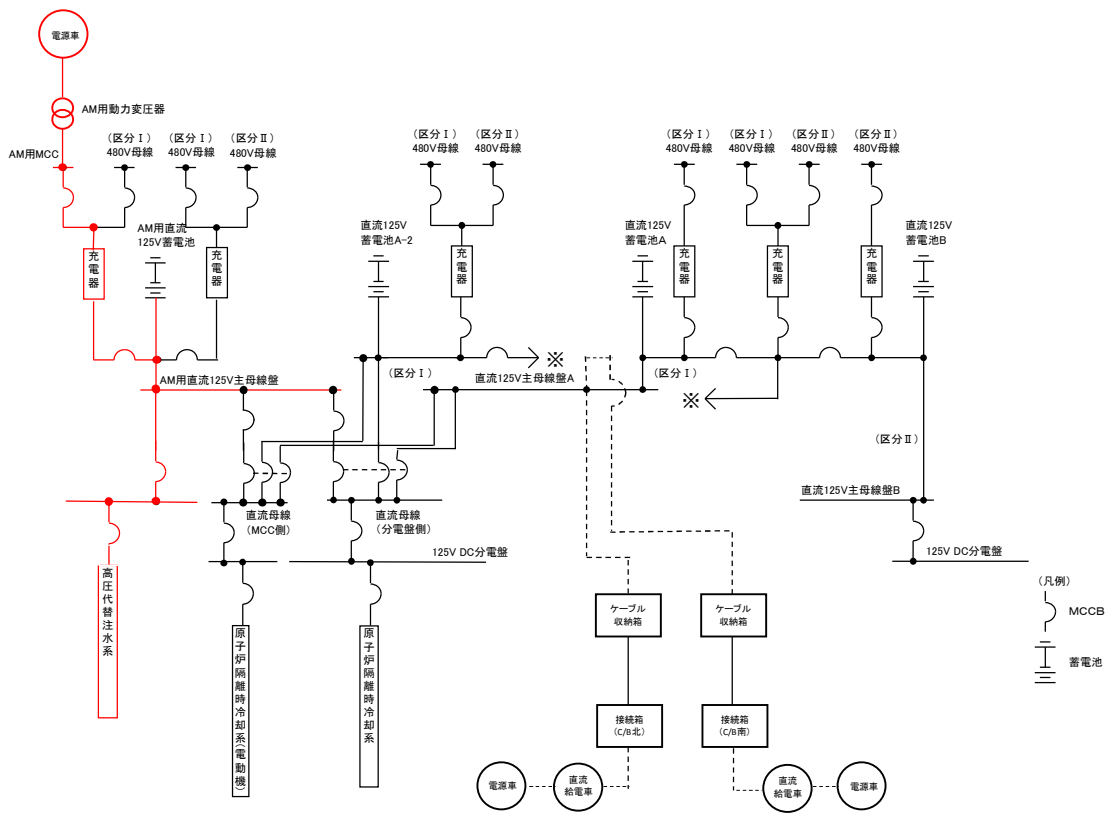 電源車
AM用動力変圧器
AM用MCC
(区分Ⅰ)
480V母線
(区分Ⅰ)
480V母線
(区分Ⅱ)
480V母線
(区分Ⅰ)
480V母線
(区分Ⅱ)
480V母線
(区分Ⅰ)
480V母線
(区分Ⅰ)
480V母線
(区分Ⅱ)
480V母線
(区分Ⅱ)
480V母線
AM用直流
125V蓄電池
直流125V
蓄電池A-2
直流125V
蓄電池A
直流125V
蓄電池B
充電器
充電器
充電器
充電器
充電器
充電器
※
(区分Ⅰ)
(区分Ⅰ)
AM用直流125V主母線盤
直流125V主母線盤A
※
(区分Ⅱ)
直流125V主母線盤B
直流母線
(MCC側)
直流母線
(分電盤側)
125V DC分電盤
125V DC分電盤
高圧代替注水系
原子炉隔離時冷却系(電動機)
原子炉隔離時冷却系
ケーブル
収納箱
ケーブル
収納箱
接続箱
(C/B北)
接続箱
(C/B南)
電源車
直流
給電車
直流
給電車
電源車
(凡例)
MCCB
蓄電池